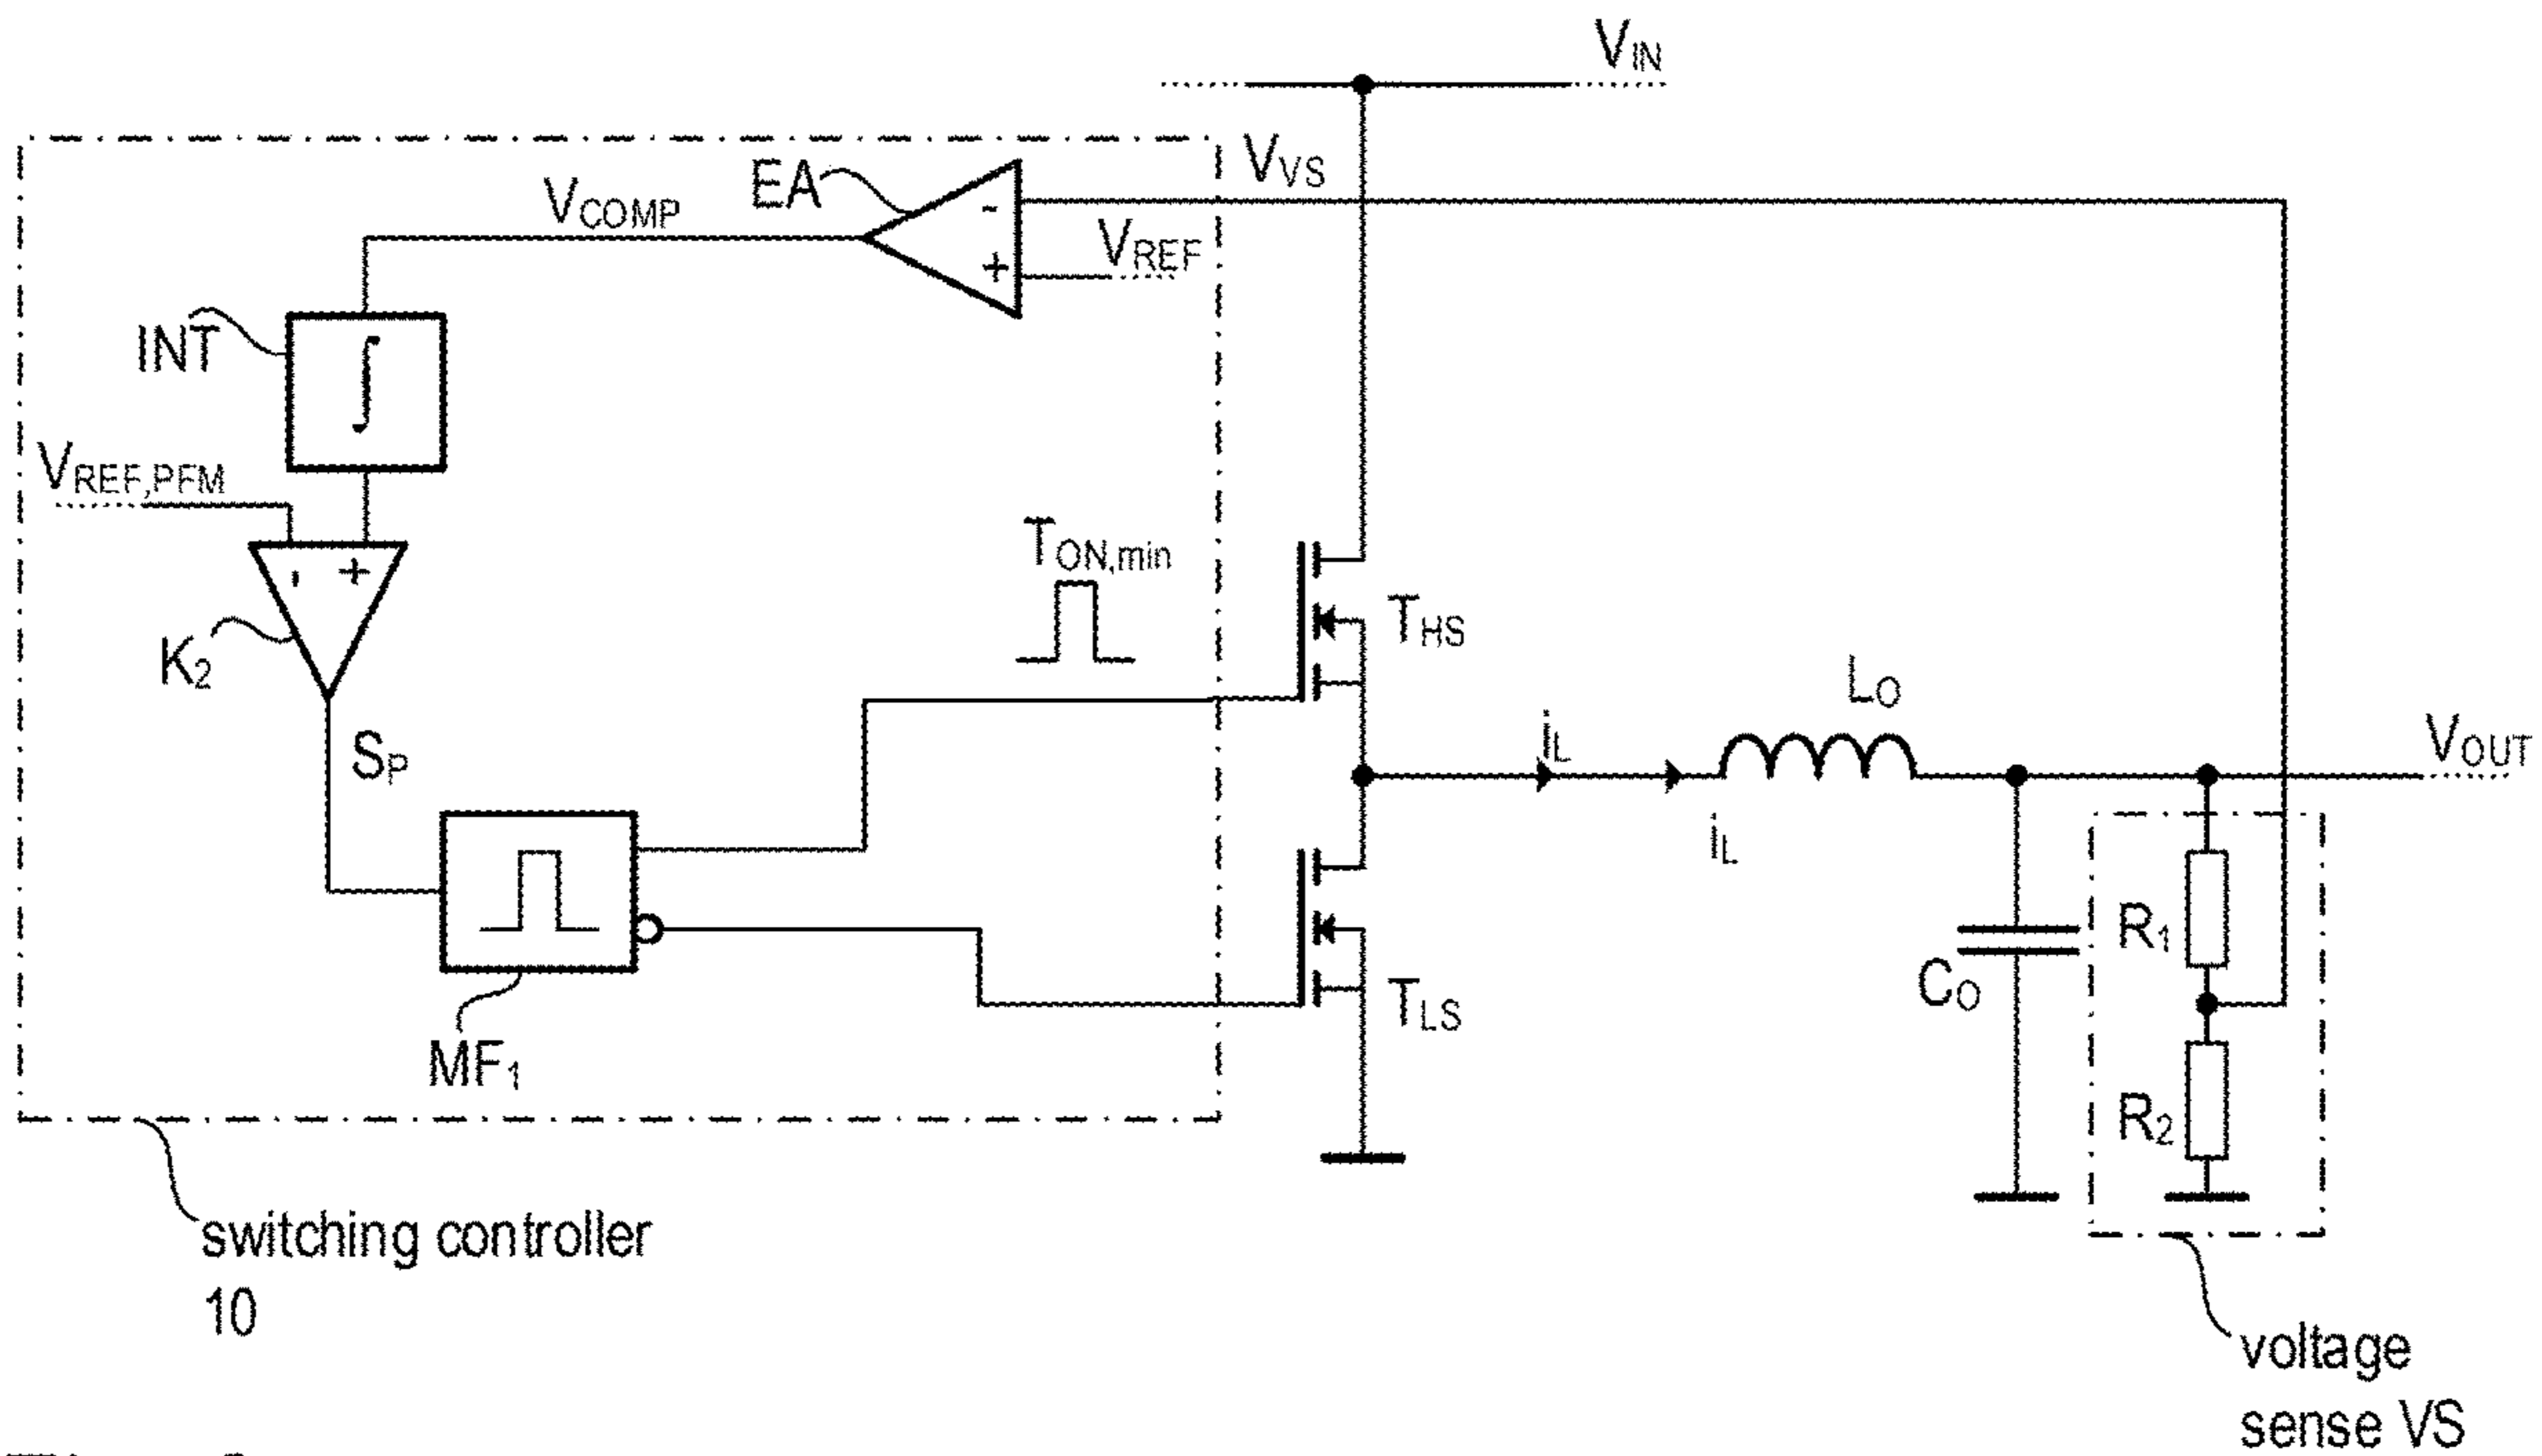 VIN
VVS
EA
VCOMP
-
+
VREF
INT
∫
VREF,PFM
- +
K2
TON,min
THS
SP
iL
LO
VOUT
iL
R1
CO
TLS
MF1
R2
switching controller
10
voltage
sense VS